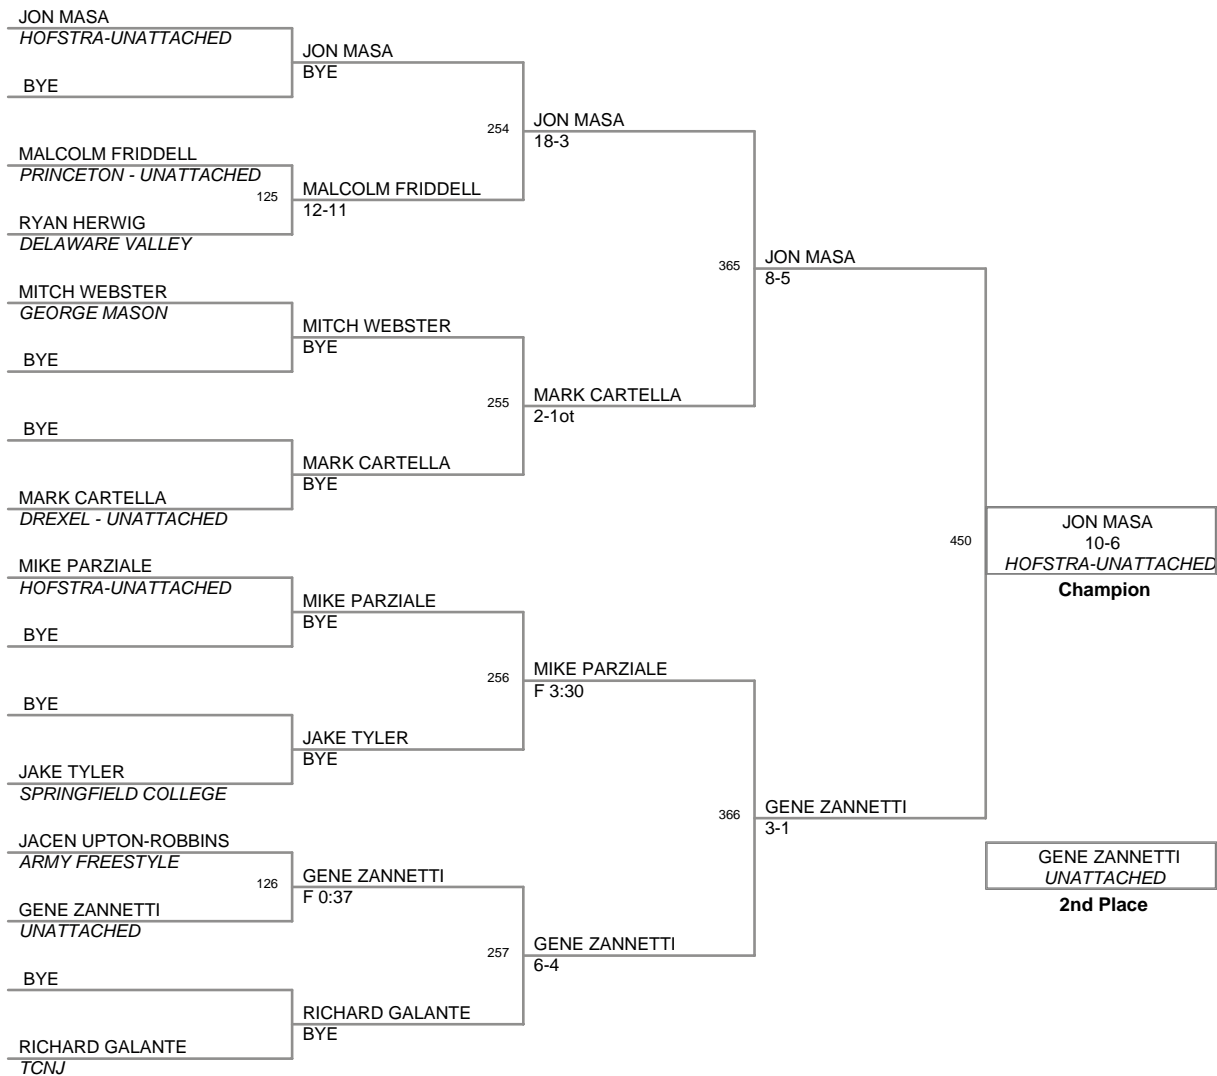 JON MASA
HOFSTRA-UNATTACHED
BYE
MALCOLM FRIDDELL
PRINCETON - UNATTACHED
125
RYAN HERWIG
DELAWARE VALLEY
MITCH WEBSTER
GEORGE MASON
BYE
BYE
MARK CARTELLA
DREXEL - UNATTACHED
MIKE PARZIALE
HOFSTRA-UNATTACHED
BYE
BYE
JAKE TYLER
SPRINGFIELD COLLEGE
JACEN UPTON-ROBBINS
ARMY FREESTYLE
126
GENE ZANNETTI
UNATTACHED
BYE
RICHARD GALANTE
TCNJ
JON MASA
BYE
254
MALCOLM FRIDDELL
12-11
MITCH WEBSTER
BYE
255
MARK CARTELLA
BYE
MIKE PARZIALE
BYE
256
JAKE TYLER
BYE
GENE ZANNETTI
F 0:37
257
RICHARD GALANTE
BYE
JON MASA
18-3
365
MARK CARTELLA
2-1ot
MIKE PARZIALE
F 3:30
366
GENE ZANNETTI
6-4
JON MASA
8-5
450
GENE ZANNETTI
3-1
JON MASA
10-6
HOFSTRA-UNATTACHED
Champion
GENE ZANNETTI
UNATTACHED
2nd Place